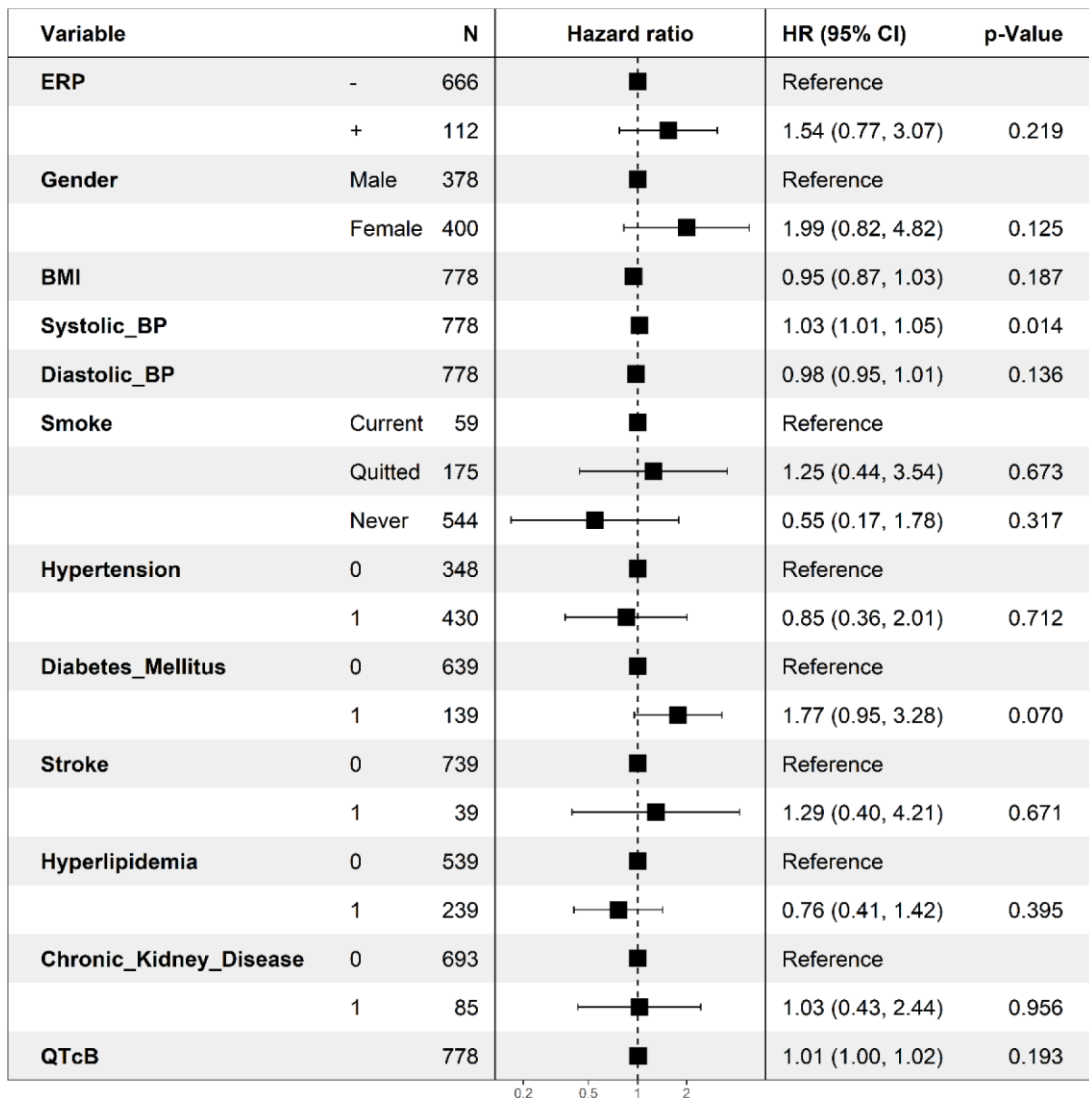 Variable N Hazard ratio HR (95% CI) p-Value
ERP - 666 Reference
+ 112 1.54 (0.77, 3.07) 0.219
Gender Male 378 Reference
Female 400 1.99 (0.82, 4.82) 0.125
BMI 778 0.95 (0.87, 1.03) 0.187
Systolic_BP 778 1.03 (1.01, 1.05) 0.014
Diastolic_BP 778 0.98 (0.95, 1.01) 0.136
Smoke Current 59 Reference
Quitted 175 1.25 (0.44, 3.54) 0.673
Never 544 0.55 (0.17, 1.78) 0.317
Hypertension 0 348 Reference
1 430 0.85 (0.36, 2.01) 0.712
Diabetes_Mellitus 0 639 Reference
1 139 1.77 (0.95, 3.28) 0.070
Stroke 0 739 Reference
1 39 1.29 (0.40, 4.21) 0.671
Hyperlipidemia 0 539 Reference
1 239 0.76 (0.41, 1.42) 0.395
Chronic_Kidney_Disease 0 693 Reference
1 85 1.03 (0.43, 2.44) 0.956
QTcB 778 1.01 (1.00, 1.02) 0.193
0.2 0.5 1 2